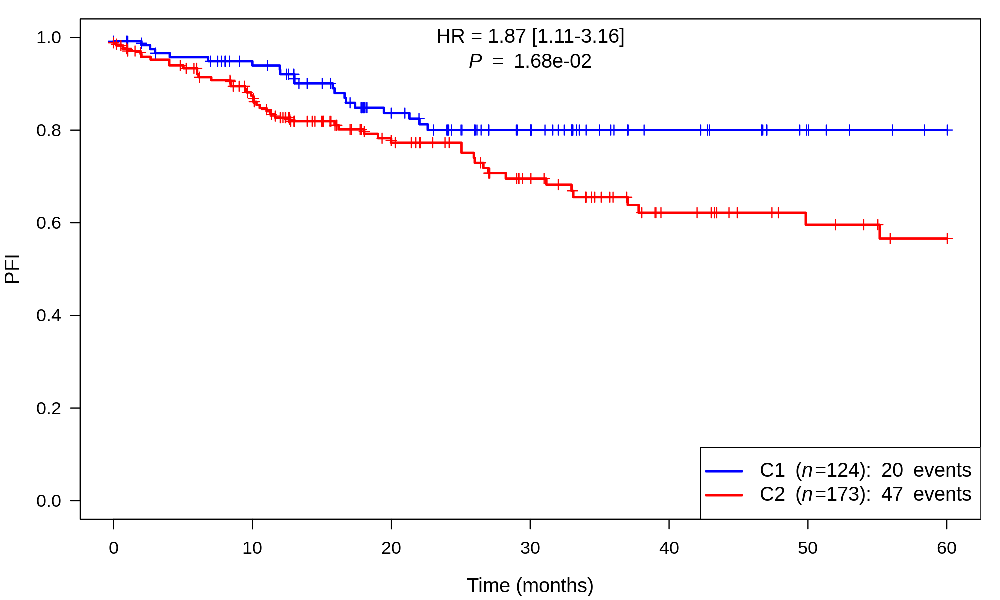 HR = 1.87 [1.11-3.16]
P = 1.68e-02
1.0
0.8
0.6
0.4
0.2
0.0
PFI
C1 (n=124): 20 events
C2 (n=173): 47 events
0 10 20 30 40 50 60
Time (months)